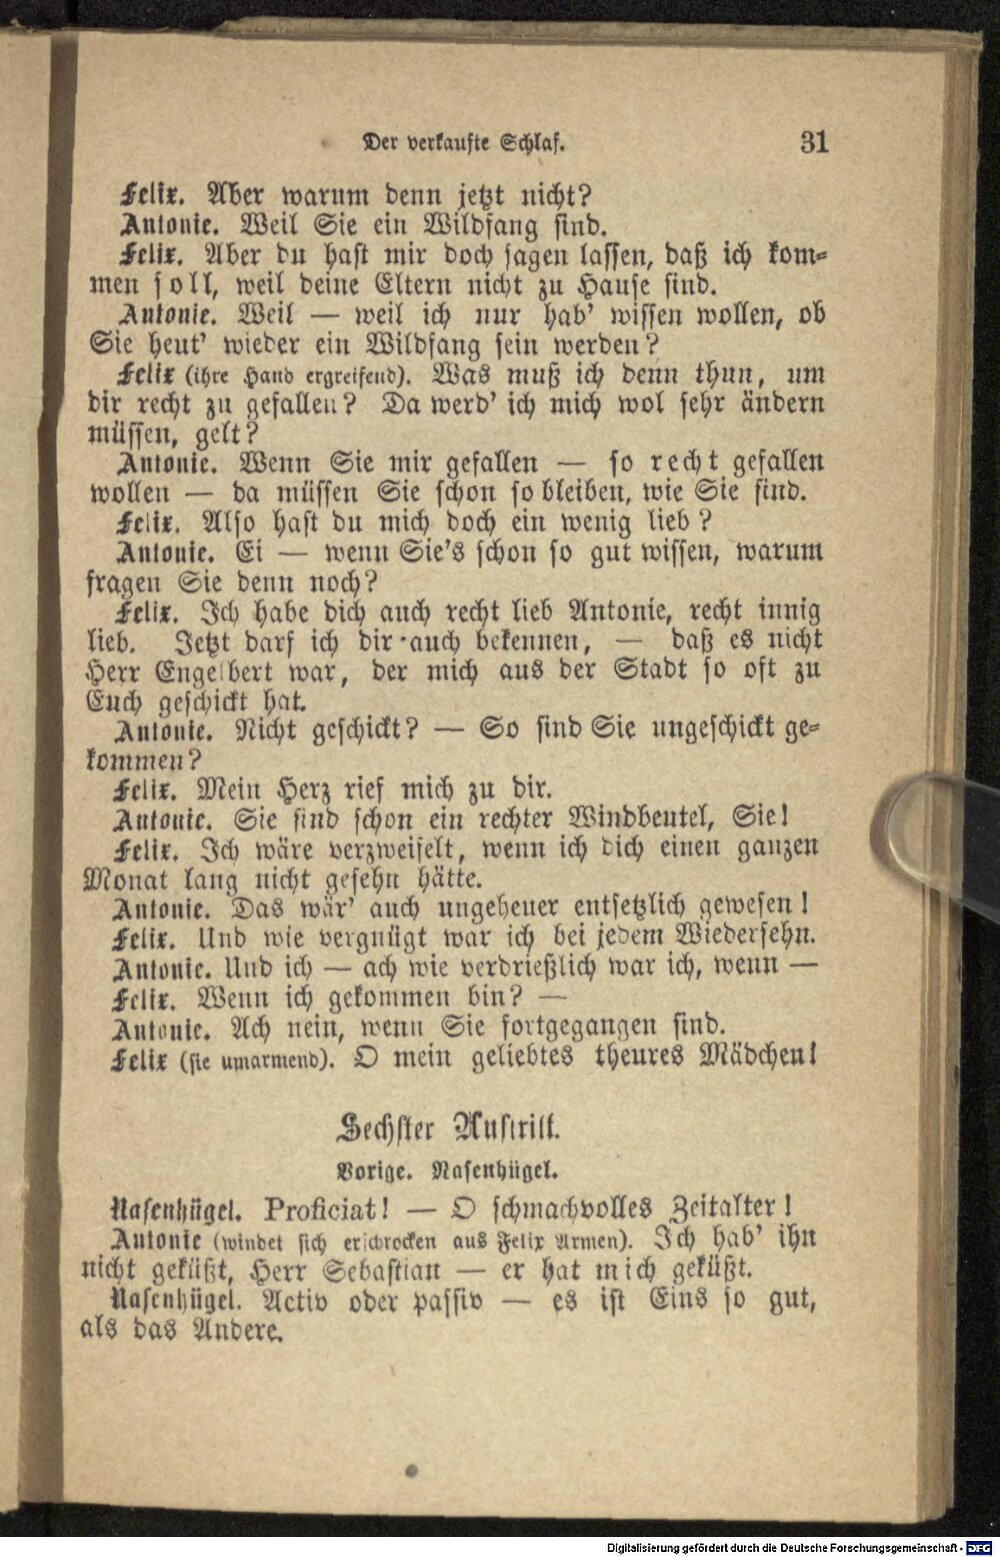 Der verkaufte Schlaf. 31
Felix. Aber warum denn jetzt nicht?
Antonie. Weil Sie ein Wildfang sind.
Felix. Aber du hast mir doch sagen lassen, daß ich kom-
men soll, weil deine Eltern nicht zu Hause sind.
Antonie. Weil — weil ich nur hab' wissen wollen, ob
Sie heut' wieder ein Wildfang sein werden?
Felix (ihre Hand ergreifend). Was muß ich denn thun, um
dir recht zu gefallen? Da werd' ich mich wol sehr ändern
müssen, gelt?
Antonie. Wenn Sie mir gefallen — so recht gefallen
wollen — da müssen Sie schon so bleiben, wie Sie sind.
Felix. Also hast du mich doch ein wenig lieb?
Antonie. Ei — wenn Sie's schon so gut wissen, warum
fragen Sie denn noch?
Felix. Ich habe dich auch recht lieb Antonie, recht innig
lieb. Jetzt darf ich dir auch bekennen, — daß es nicht
Herr Engelbert war, der mich aus der Stadt so oft zu
Euch geschickt hat.
Antonie. Nicht geschickt? — So sind Sie ungeschickt ge-
kommen?
Felix. Mein Herz rief mich zu dir.
Antonie. Sie sind schon ein rechter Windbeutel, Sie!
Felix. Ich wäre verzweifelt, wenn ich dich einen ganzen
Monat lang nicht gesehn hätte.
Antonie. Das wär' auch ungeheuer entsetzlich gewesen!
Felix. Und wie vergnügt war ich bei jedem Wiedersehn.
Antonie. Und ich — ach wie verdrießlich war ich, wenn —
Felix. Wenn ich gekommen bin? —
Antonie. Ach nein, wenn Sie fortgegangen sind.
Felix (sie umarmend). O mein geliebtes theures Mädchen!
Sechster Auftritt.
Vorige. Nasenhügel.
Nasenhügel. Proficiat! — O schmachvolles Zeitalter!
Antonie (windet sich erschrocken aus Felix Armen). Ich hab' ihn
nicht geküßt, Herr Sebastian — er hat mich geküßt.
Nasenhügel. Activ oder passiv — es ist Eins so gut,
als das Andere.
Digitalisierung gefördert durch die Deutsche Forschungsgemeinschaft - DFG